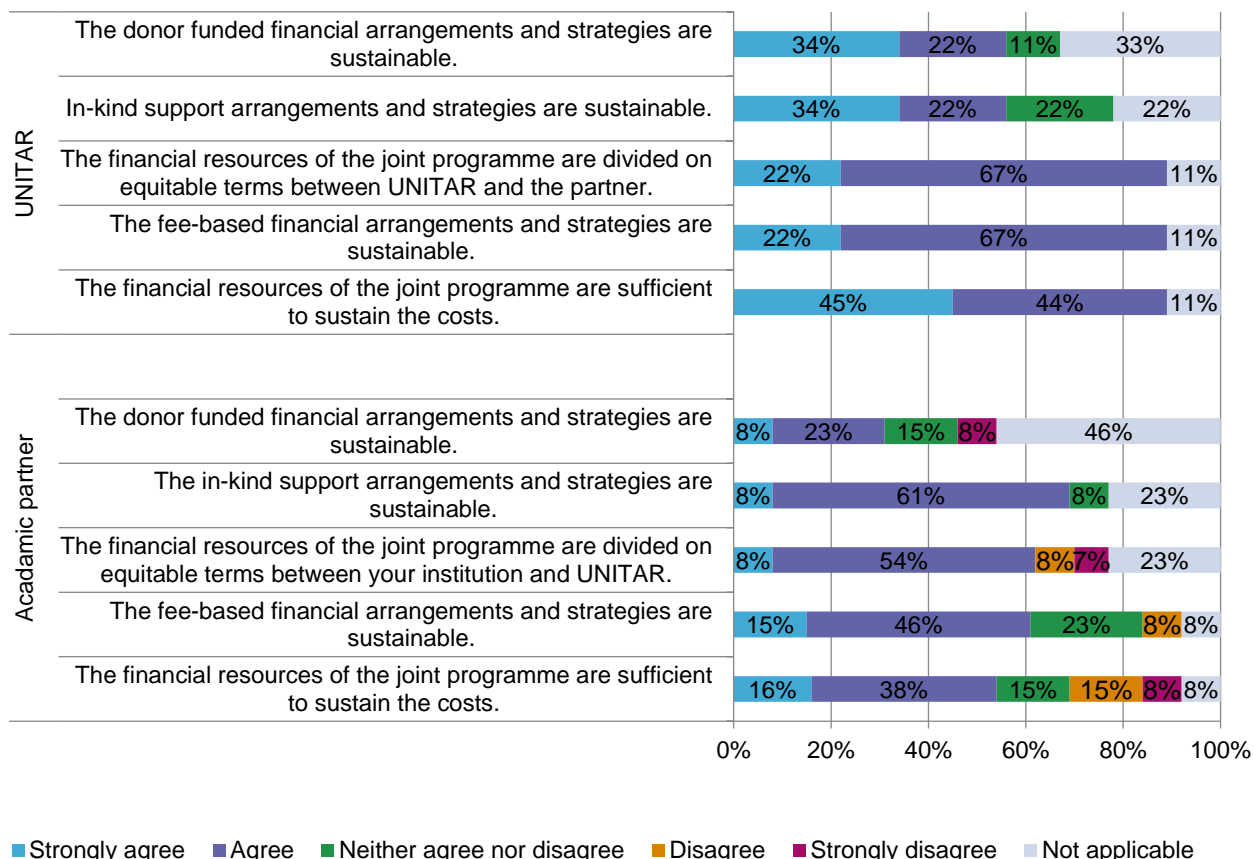 UNITAR
The donor funded financial arrangements and strategies are
sustainable.
34% 22% 11% 33%
In-kind support arrangements and strategies are sustainable.
34% 22% 22% 22%
The financial resources of the joint programme are divided on
equitable terms between UNITAR and the partner.
22% 67% 11%
The fee-based financial arrangements and strategies are
sustainable.
22% 67% 11%
The financial resources of the joint programme are sufficient
to sustain the costs.
45% 44% 11%
Acadamic partner
The donor funded financial arrangements and strategies are
sustainable.
8% 23% 15% 8% 46%
The in-kind support arrangements and strategies are
sustainable.
8% 61% 8% 23%
The financial resources of the joint programme are divided on
equitable terms between your institution and UNITAR.
8% 54% 8% 7% 23%
The fee-based financial arrangements and strategies are
sustainable.
15% 46% 23% 8% 8%
The financial resources of the joint programme are sufficient
to sustain the costs.
16% 38% 15% 15% 8% 8%
0% 20% 40% 60% 80% 100%
Strongly agree Agree Neither agree nor disagree Disagree Strongly disagree Not applicable